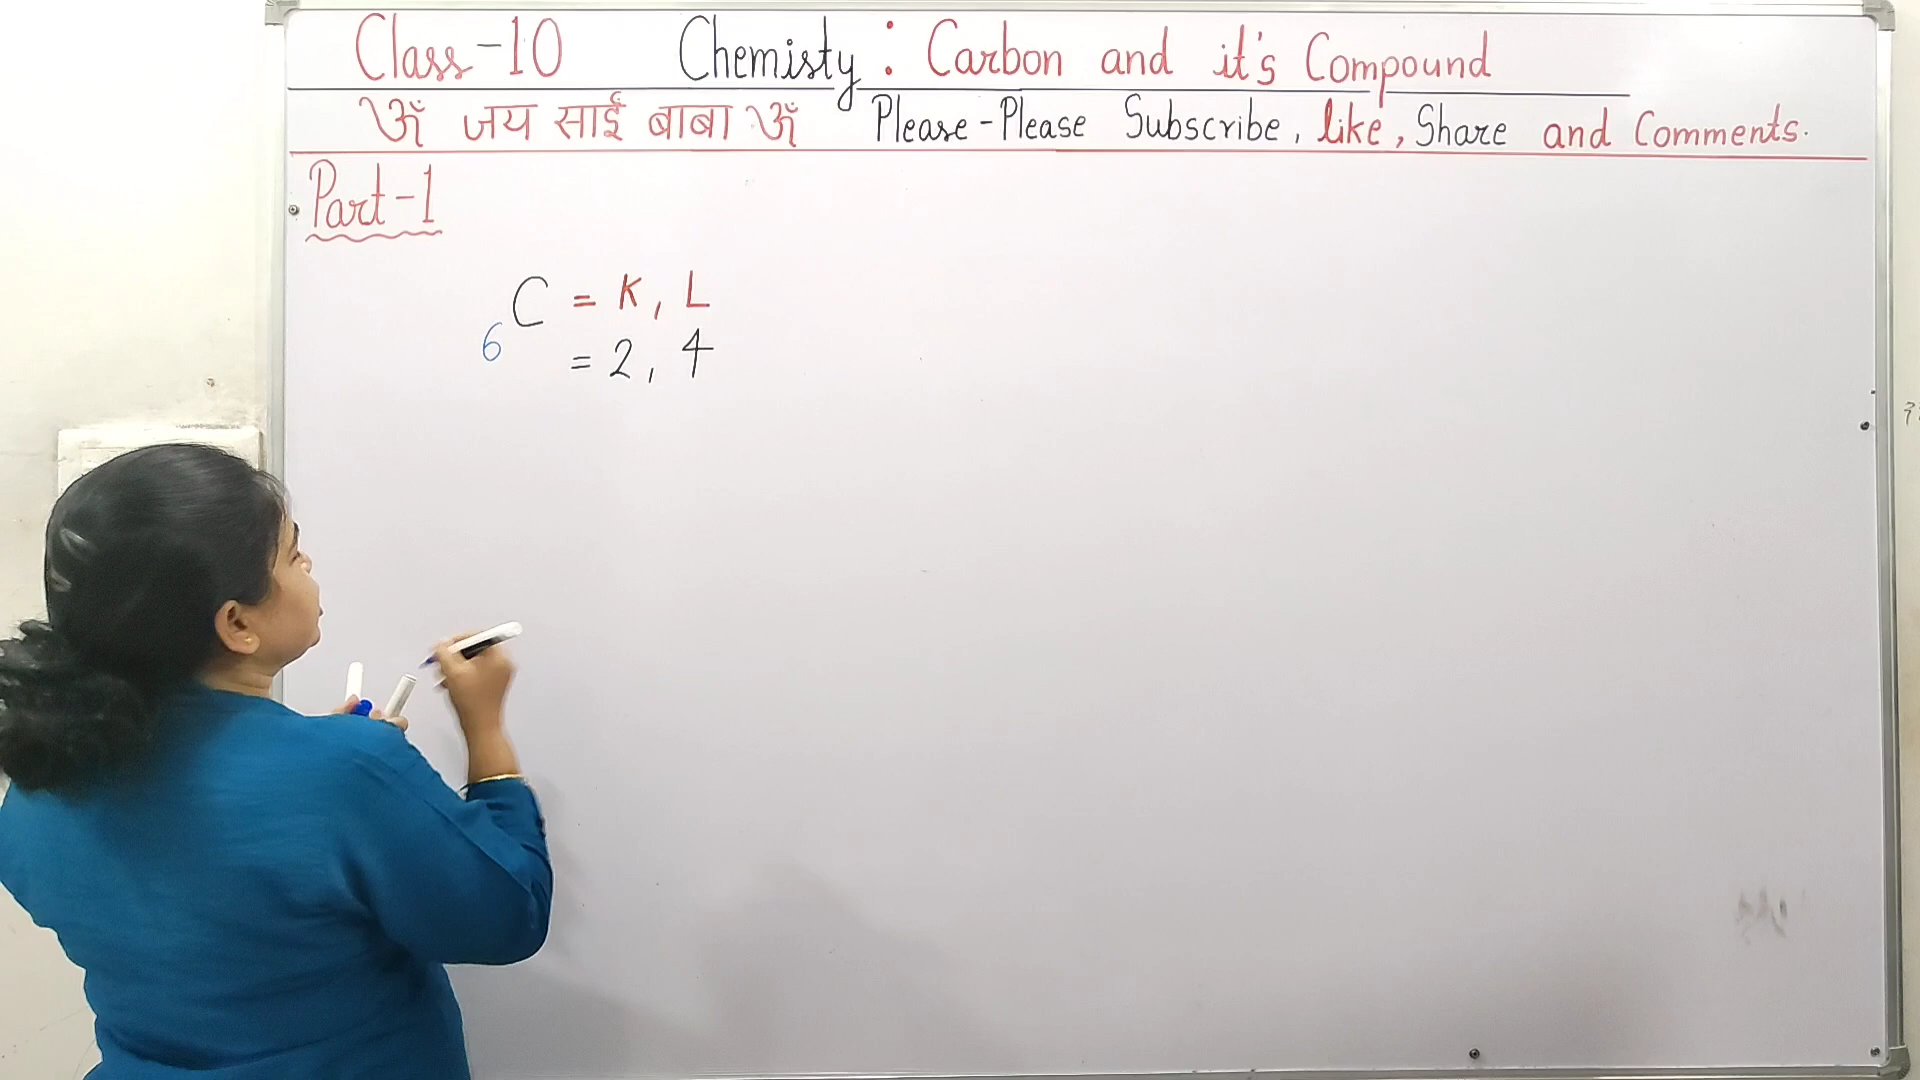 Class-10 Chemisty: Carbon and it's Compound
ॐ जय साईं बाबा ॐ Please-Please Subscribe, like, Share and Comments.
Part-1
6C = K, L
= 2, 4